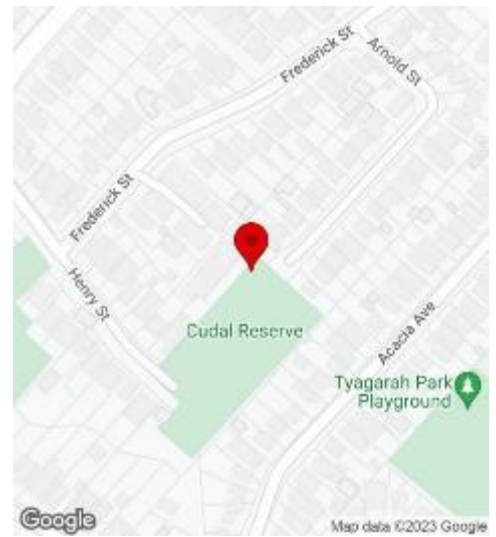 Frederick St
Arnold St
Frederick St
Henry St
Cudal Reserve
Acacia Ave
Tyagarah Park
Playground
Google
Map data ©2023 Google